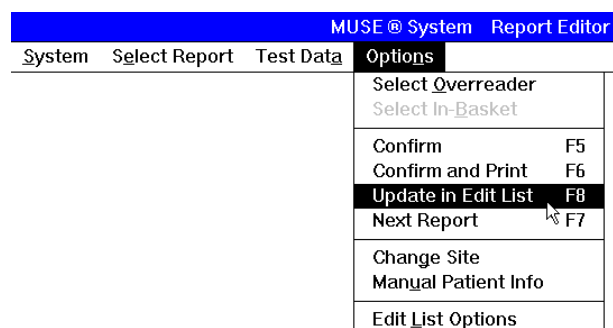 MUSE ® System Report Editor
System Select Report Test Data Options
Select Overreader
Select In-Basket
Confirm F5
Confirm and Print F6
Update in Edit List F8
Next Report F7
Change Site
Manual Patient Info
Edit List Options